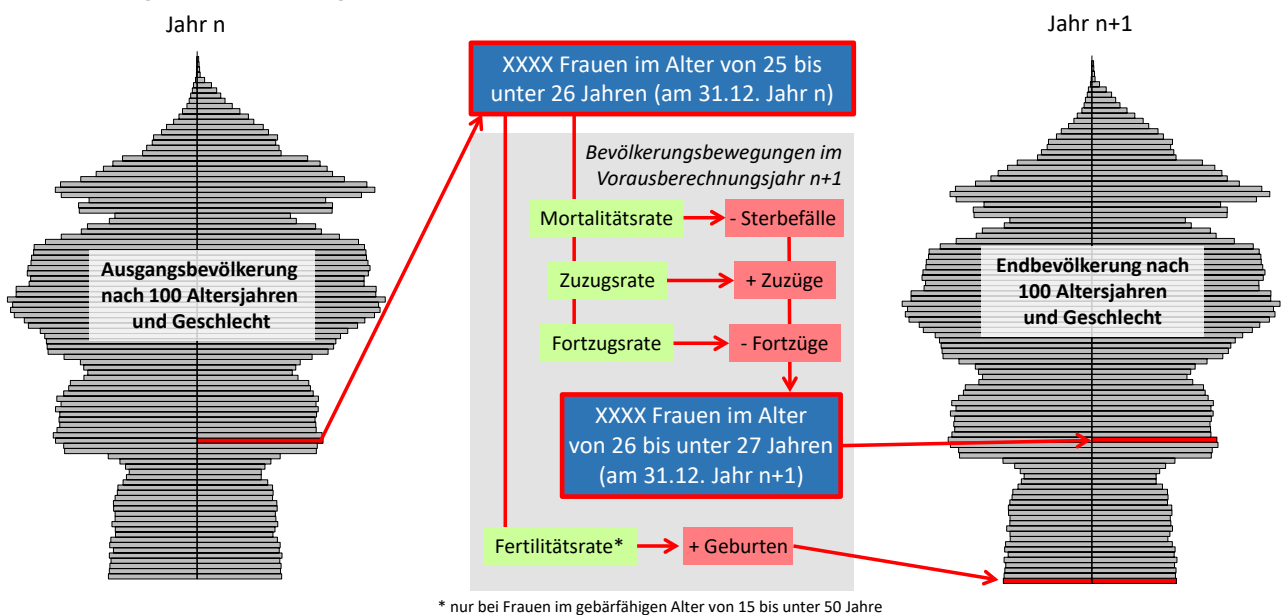 Jahr n
Jahr n+1
XXXX Frauen im Alter von 25 bis
unter 26 Jahren (am 31.12. Jahr n)
Bevölkerungsbewegungen im
Vorausberechnungsjahr n+1
Mortalitätsrate
- Sterbefälle
Zuzugsrate
+ Zuzüge
Fortzugsrate
- Fortzüge
Ausgangsbevölkerung
nach 100 Altersjahren
und Geschlecht
Endbevölkerung nach
100 Altersjahren
und Geschlecht
XXXX Frauen im Alter
von 26 bis unter 27 Jahren
(am 31.12. Jahr n+1)
Fertilitätsrate*
+ Geburten
* nur bei Frauen im gebärfähigen Alter von 15 bis unter 50 Jahre